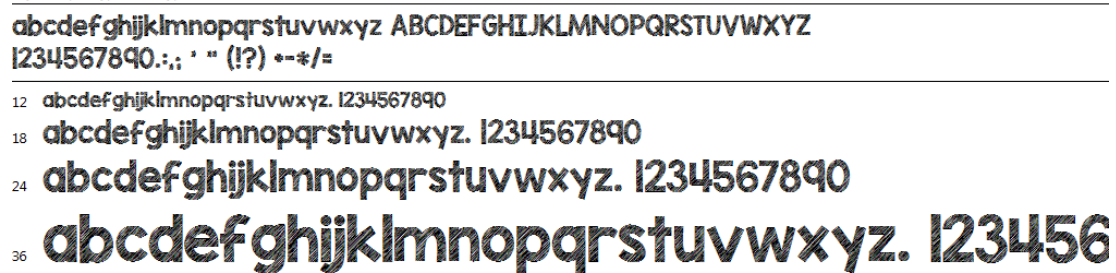 abcdefghijklmnopqrstuvwxyz ABCDEFGHIJKLMNOPQRSTUVWXYZ
1234567890.:,; ' " (!?) +-*/=
12 abcdefghijklmnopqrstuvwxyz. 1234567890
18 abcdefghijklmnopqrstuvwxyz. 1234567890
24 abcdefghijklmnopqrstuvwxyz. 1234567890
36 abcdefghijklmnopqrstuvwxyz. 123456